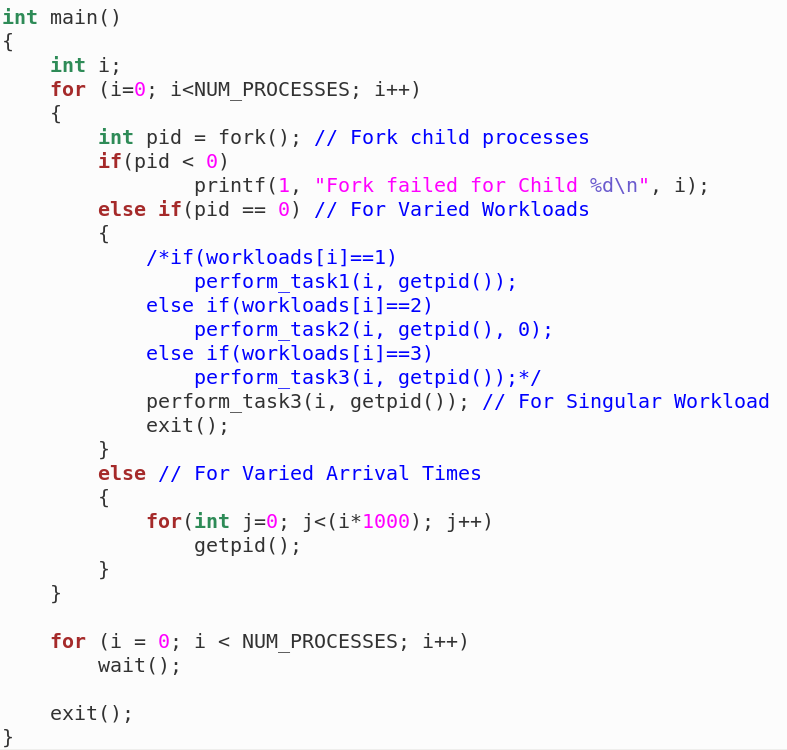 int main()
{
    int i;
    for (i=0; i<NUM_PROCESSES; i++)
    {
        int pid = fork(); // Fork child processes
        if(pid < 0)
                printf(1, "Fork failed for Child %d\n", i);
        else if(pid == 0) // For Varied Workloads
        {
            /*if(workloads[i]==1)
                perform_task1(i, getpid());
            else if(workloads[i]==2)
                perform_task2(i, getpid(), 0);
            else if(workloads[i]==3)
                perform_task3(i, getpid());*/
            perform_task3(i, getpid()); // For Singular Workload
            exit();
        }
        else // For Varied Arrival Times
        {
            for(int j=0; j<(i*1000); j++)
                getpid();
        }
    }

    for (i = 0; i < NUM_PROCESSES; i++)
        wait();

    exit();
}